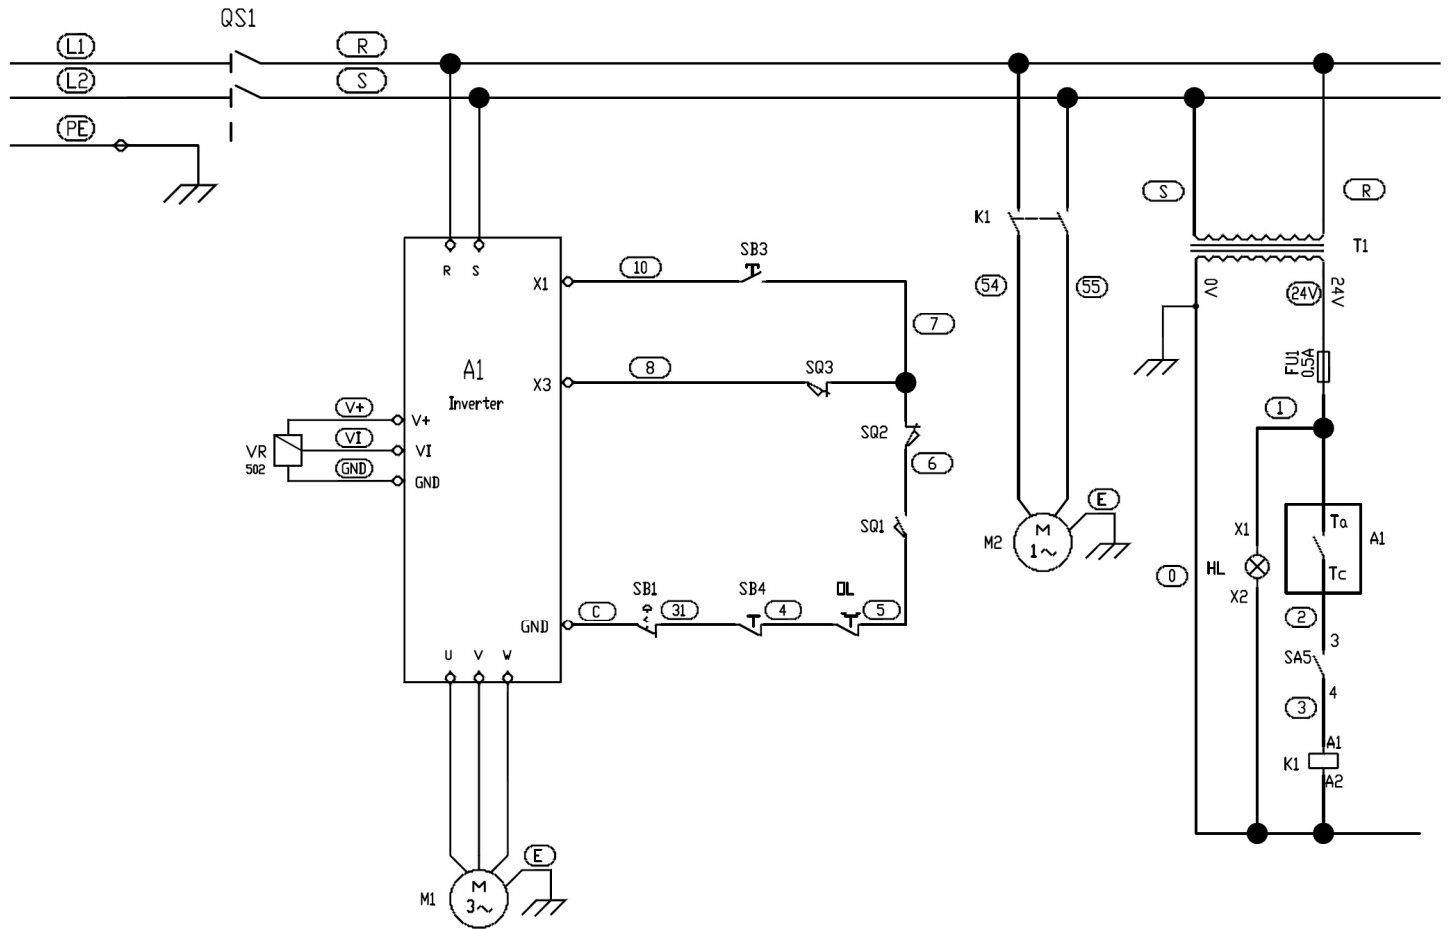 QS1
L1
R
L2
S
PE
S
R
K1
T1
R S
SB3
10
X1
54
55
0V
24V
24V
7
FU1
0.5A
A1
Inverter
8
SQ3
X3
1
V+
V+
SQ2
VR
502
VI
VI
6
GND
GND
E
SQ1
M2
M
1~
X1
Ta
A1
HL
0
Tc
X2
SB1
SB4
OL
C
31
4
5
GND
2
3
SA5
U V W
4
3
A1
K1
A2
E
M1
M
3~